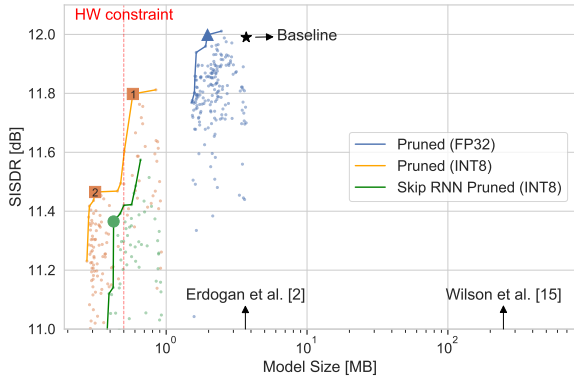 HW constraint
12.0
11.8
11.6
11.4
11.2
11.0
SISDR [dB]
Baseline
1
2
Pruned (FP32)
Pruned (INT8)
Skip RNN Pruned (INT8)
Erdogan et al. [2]
Wilson et al. [15]
10^0
10^1
10^2
Model Size [MB]